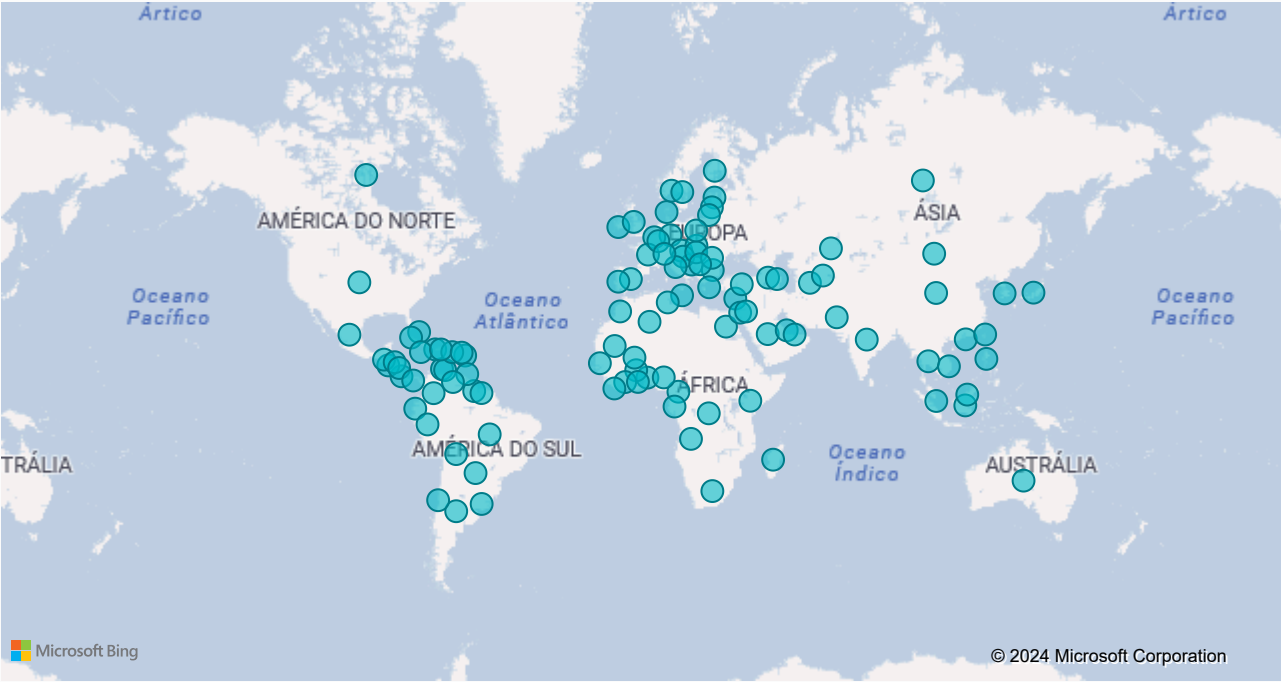 Ártico
Ártico
AMÉRICA DO NORTE
EUROPA
ÁSIA
Oceano
Pacífico
Oceano
Atlântico
Oceano
Pacífico
ÁFRICA
AMÉRICA DO SUL
Oceano
Índico
TRÁLIA
AUSTRÁLIA
Microsoft Bing
© 2024 Microsoft Corporation